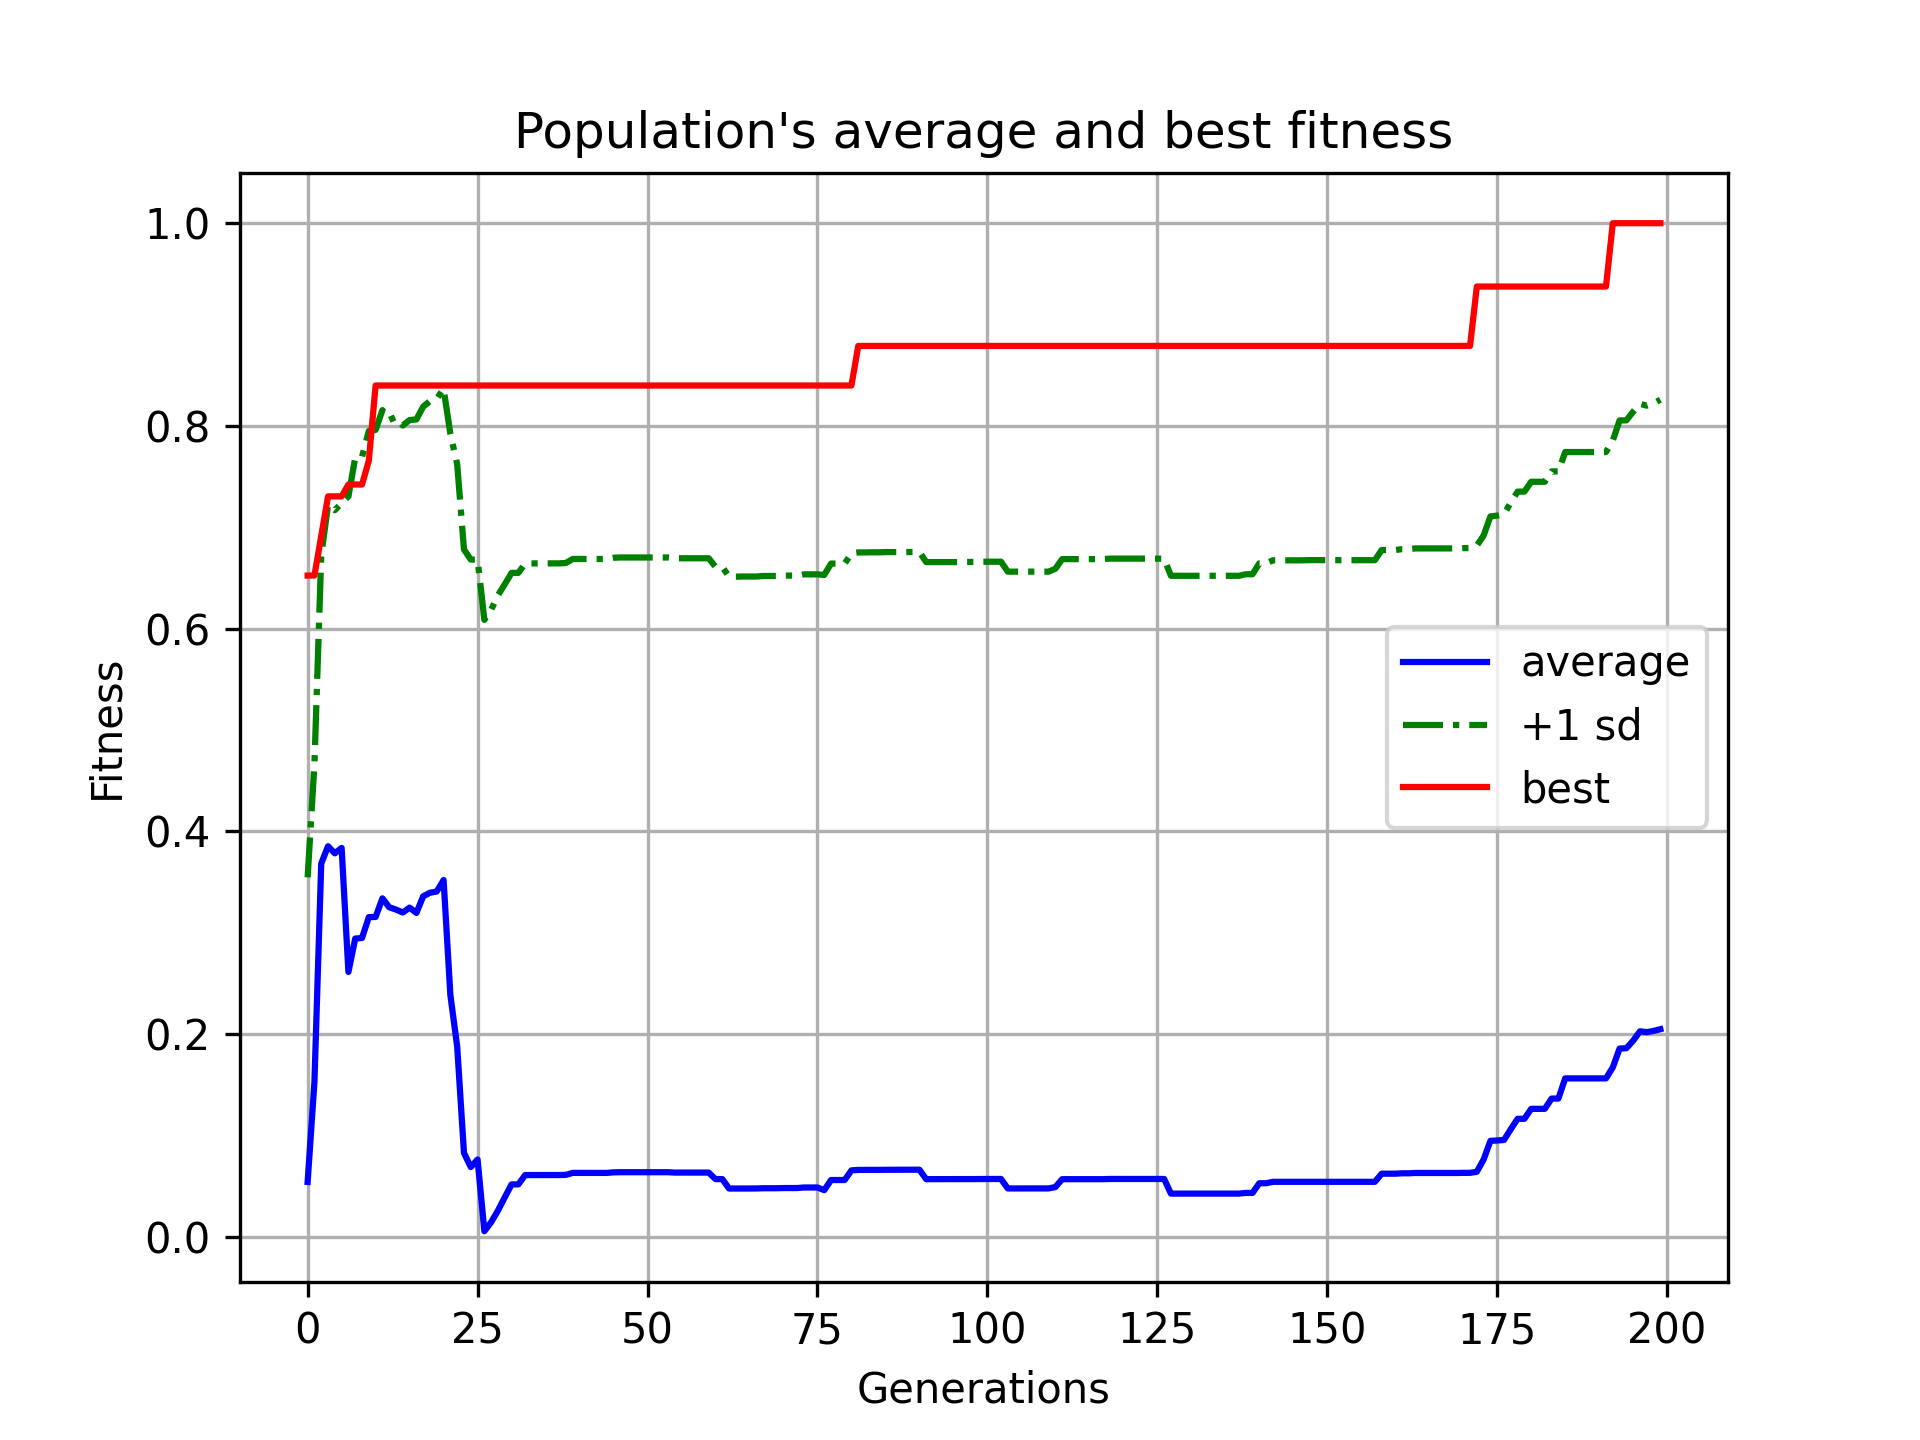 Population's average and best fitness
1.0
0.8
0.6
0.4
0.2
0.0
Fitness
average
+1 sd
best
0 25 50 75 100 125 150 175 200
Generations